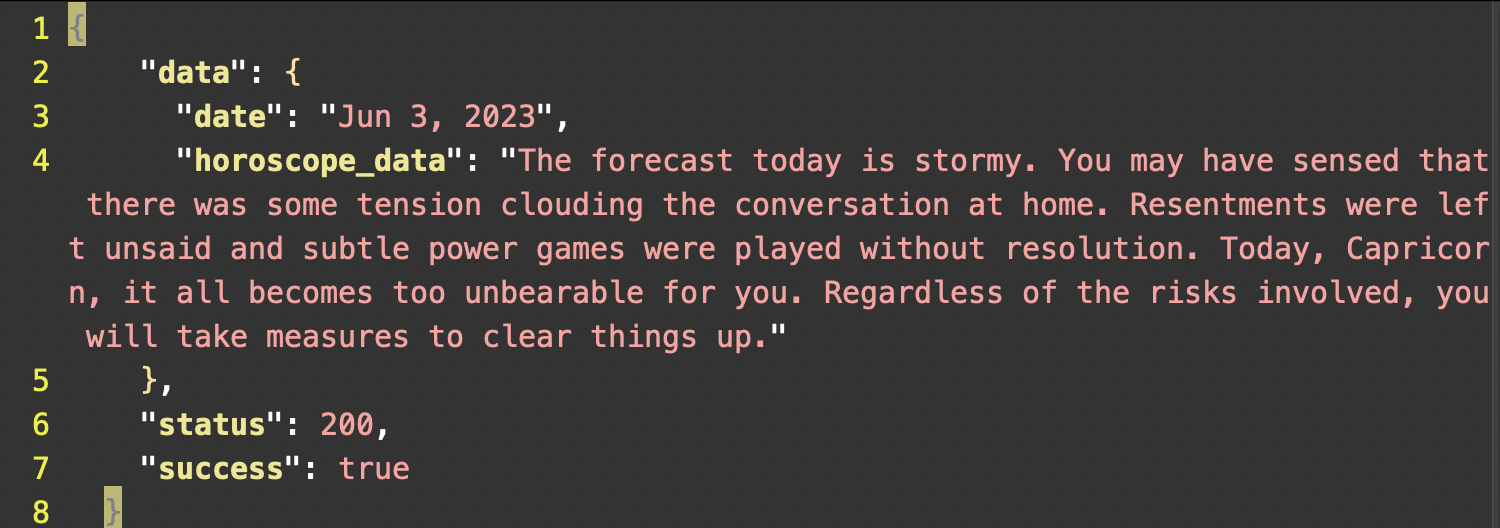 1 {
2     "data": {
3       "date": "Jun 3, 2023",
4       "horoscope_data": "The forecast today is stormy. You may have sensed that
 there was some tension clouding the conversation at home. Resentments were lef
t unsaid and subtle power games were played without resolution. Today, Capricor
n, it all becomes too unbearable for you. Regardless of the risks involved, you
 will take measures to clear things up."
5     },
6     "status": 200,
7     "success": true
8   }